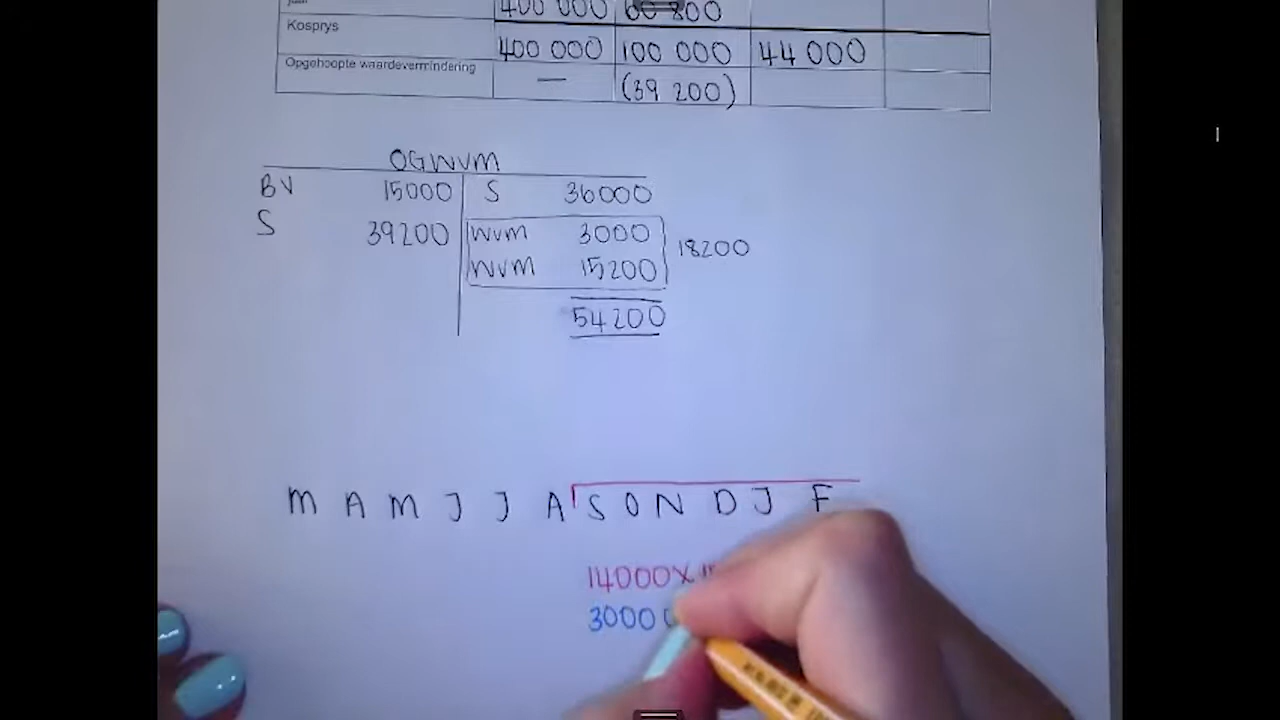 400 000 60 800
Kosprys 400 000 100 000 44 000
Opgehoopte waardevermindering — (39 200)
OGWVM
BV 15000 S 36000
S 39200 WVM 3000 18200
WVM 15200
54200
M A M J J A S O N D J F
14000 X
3000